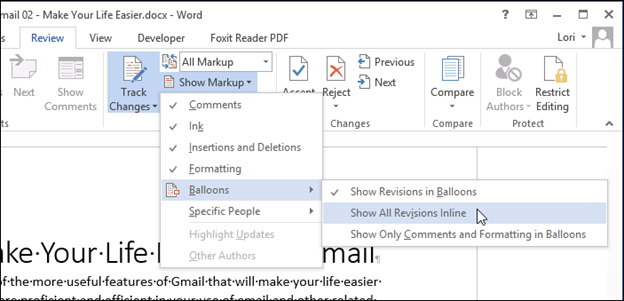 mail 02 - Make Your Life Easier.docx - Word
Review View Developer Foxit Reader PDF
Lori
Next
Show Comments
Track Changes
All Markup
Show Markup
Accept
Reject
Previous
Next
Changes
Compare
Compare
Block Authors
Restrict Editing
Protect
Comments
Ink
Insertions and Deletions
Formatting
Balloons
Specific People
Highlight Updates
Other Authors
Show Revisions in Balloons
Show All Revisions Inline
Show Only Comments and Formatting in Balloons
ke·Your·Life· mail¶
of·the·more·useful·features·of·Gmail·that·will·make·your·life·easier·